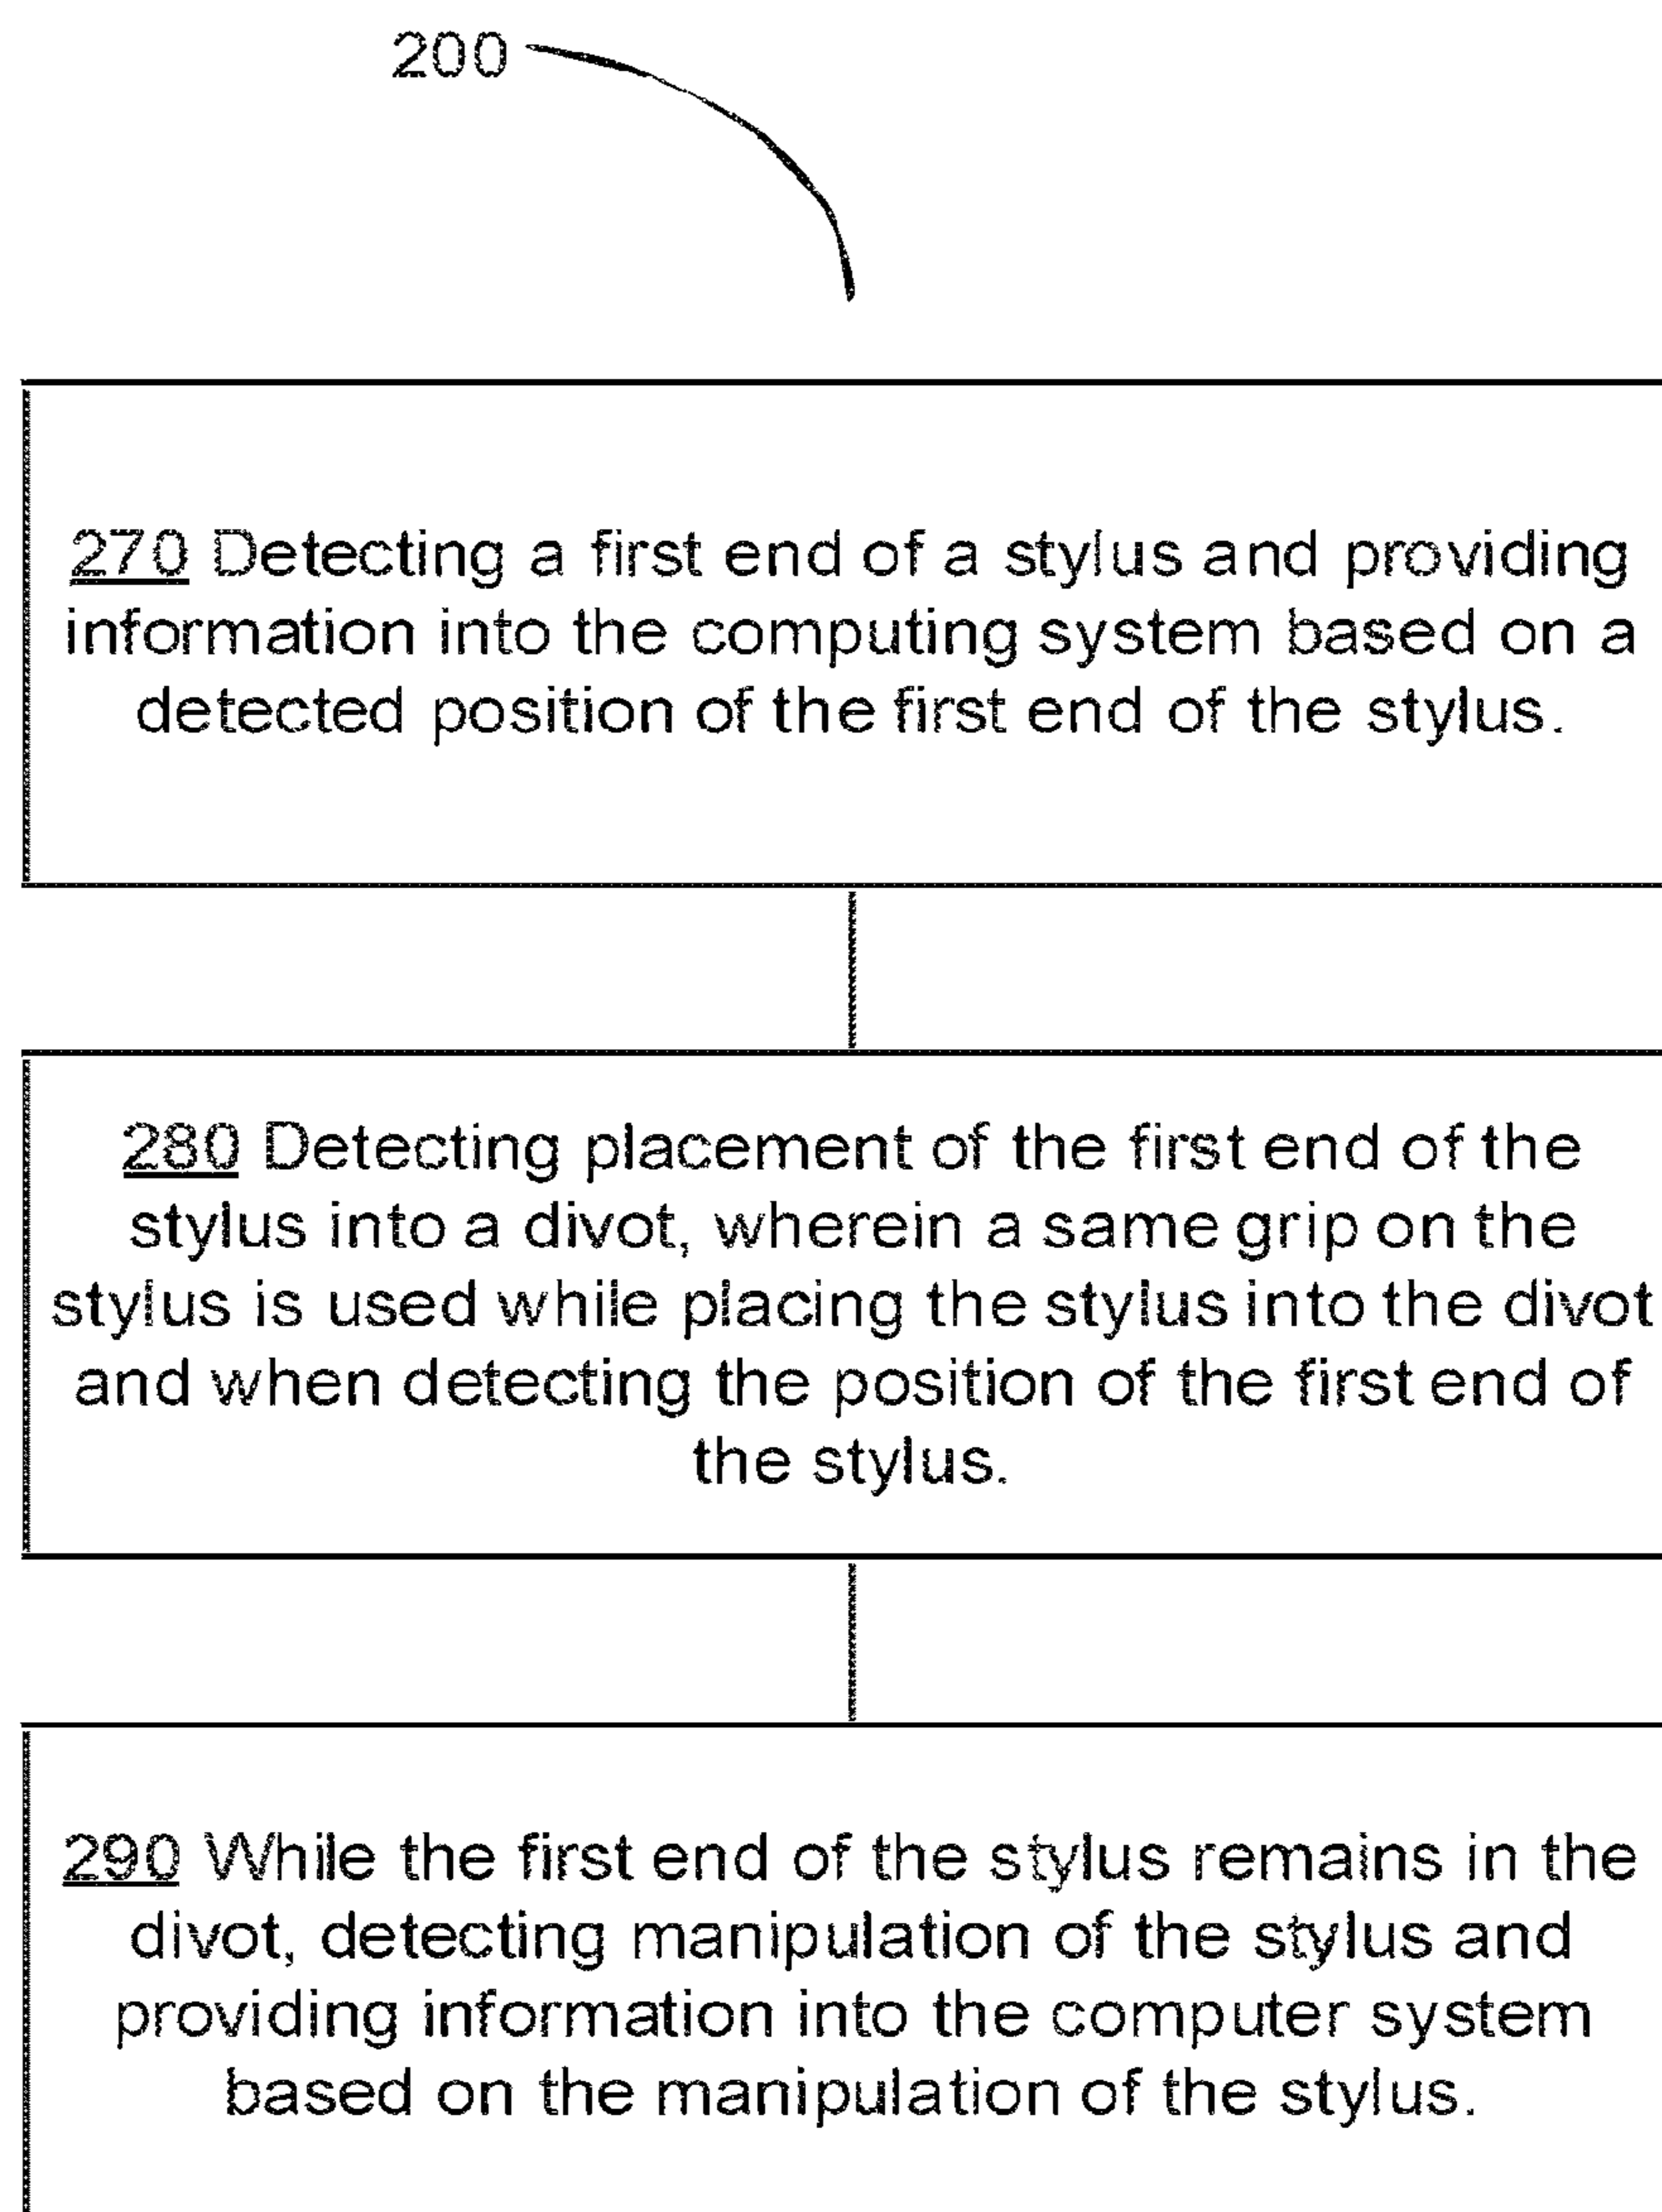 200
270 Detecting a first end of a stylus and providing
information into the computing system based on a
detected position of the first end of the stylus.
280 Detecting placement of the first end of the
stylus into a divot, wherein a same grip on the
stylus is used while placing the stylus into the divot
and when detecting the position of the first end of
the stylus.
290 While the first end of the stylus remains in the
divot, detecting manipulation of the stylus and
providing information into the computer system
based on the manipulation of the stylus.